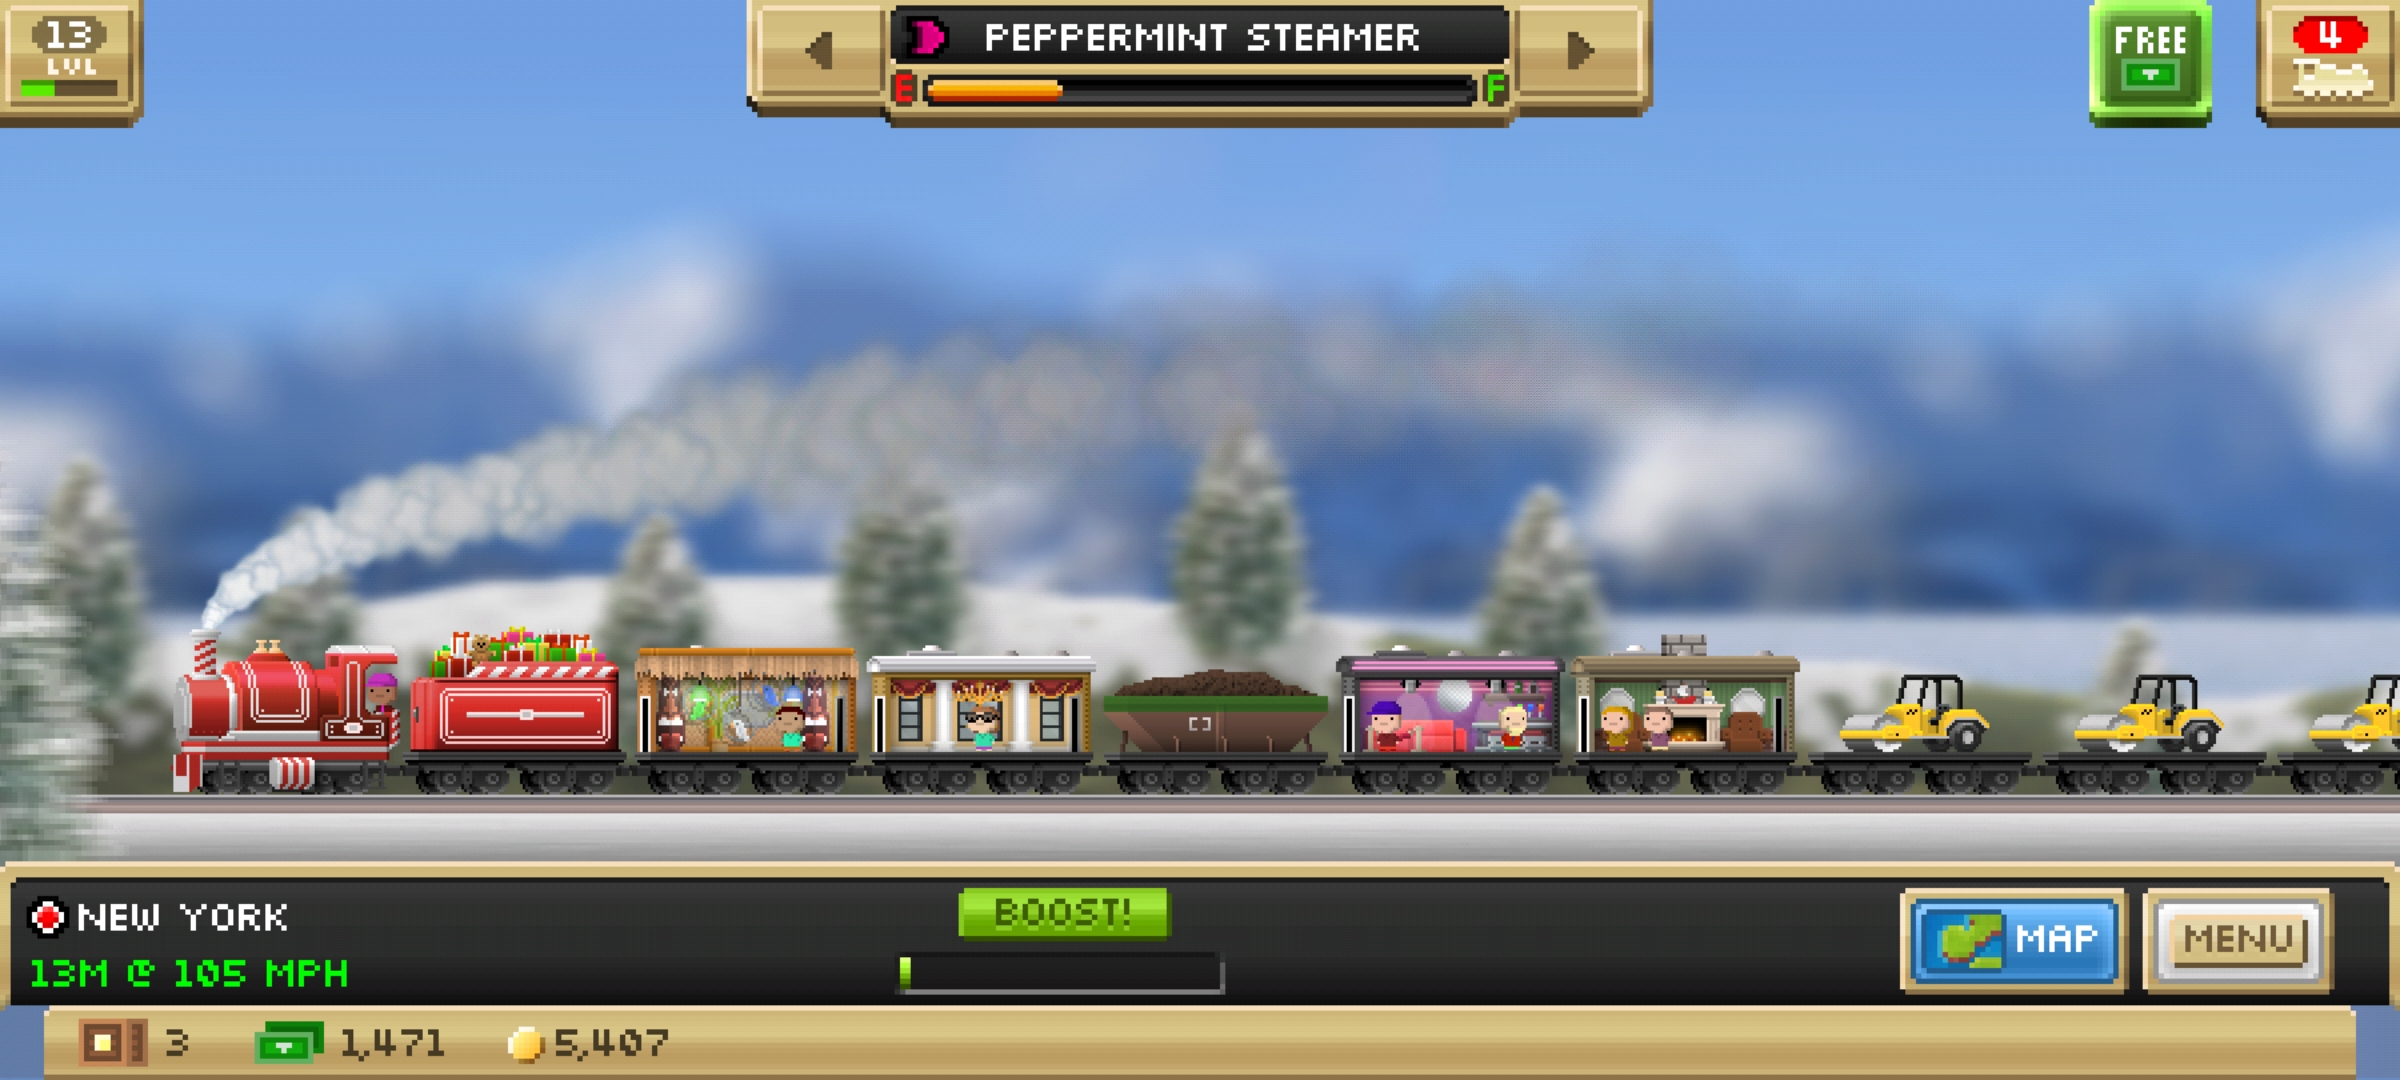 13
LVL
PEPPERMINT STEAMER
E F
FREE
4
NEW YORK
13M @ 105 MPH
BOOST!
MAP
MENU
3
1,471
5,407